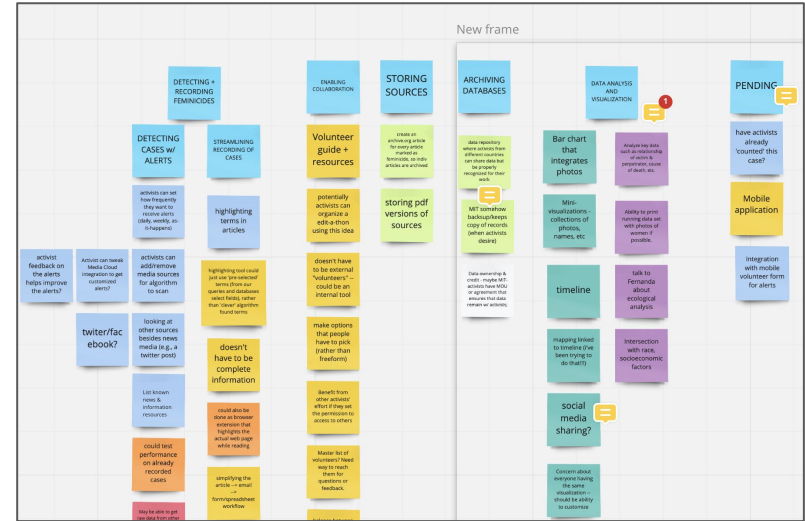 New frame
DETECTING +
RECORDING
FEMINICIDES
ENABLING
COLLABORATION
STORING
SOURCES
ARCHIVING
DATABASES
DATA ANALYSIS
AND
VISUALIZATION
1
PENDING
DETECTING
CASES w/
ALERTS
activists can set
how frequently
they want to
receive alerts
(daily, weekly, as-
it-happens)
activist
feedback on
the alerts
helps improve
the alerts?
Activist can tweak
Media Cloud
integration to get
customized
alerts?
activists can
add/remove
media sources
for algorithm
to scan
twiter/fac
ebook?
looking at
other sources
besides news
media (e.g., a
twitter post)
List known
news &
information
resources
could test
performance
on already
recorded
cases
May be able to get
raw data from other
STREAMLINING
RECORDING OF
CASES
highlighting
terms in
articles
highlighting tool could
just use 'pre-selected'
terms (from our
queries and databases
select fields), rather
than 'clever' algorithm
found terms
doesn't
have to be
complete
information
could also be
done as browser
extension that
highlights the
actual web page
while reading
simplifying the
article --> email
-->
form/spreadsheet
workflow
Volunteer
guide +
resources
potentially
activists can
organize a
edit-a-thon
using this idea
doesn't have
to be external
"volunteers" --
could be an
internal tool
make options
that people
have to pick
(rather than
freeform)
Benefit from
other activists'
effort if they set
the permission to
access to others
Master list of
volunteers? Need
way to reach
them for
questions or
feedback.
balance between
create an
archive.org article
for every article
marked as
feminicide, so indiv
articles are archived
storing pdf
versions of
sources
data repository
where activists from
different countries
can share data but
be properly
recognized for their
work
MIT somehow
backup/keeps
copy of records
(when activists
desire)
Data ownership &
credit - maybe MIT-
activists have MOU
or agreement that
ensures that data
remain w/ activists
Bar chart
that
integrates
photos
Mini-
visualizations -
collections of
photos,
names, etc
timeline
mapping linked
to timeline (i've
been trying to
do that!!!)
social
media
sharing?
Concern about
everyone having
the same
visualization --
should be ability
to customize
Analyze key data
such as relationship
of victim &
perpetrator, cause
of death, etc.
Ability to print
running data set
with photos of
women if
possible.
talk to
Fernanda
about
ecological
analysis
Intersection
with race,
socioeconomic
factors
have activists
already
'counted' this
case?
Mobile
application
integration
with mobile
volunteer form
for alerts